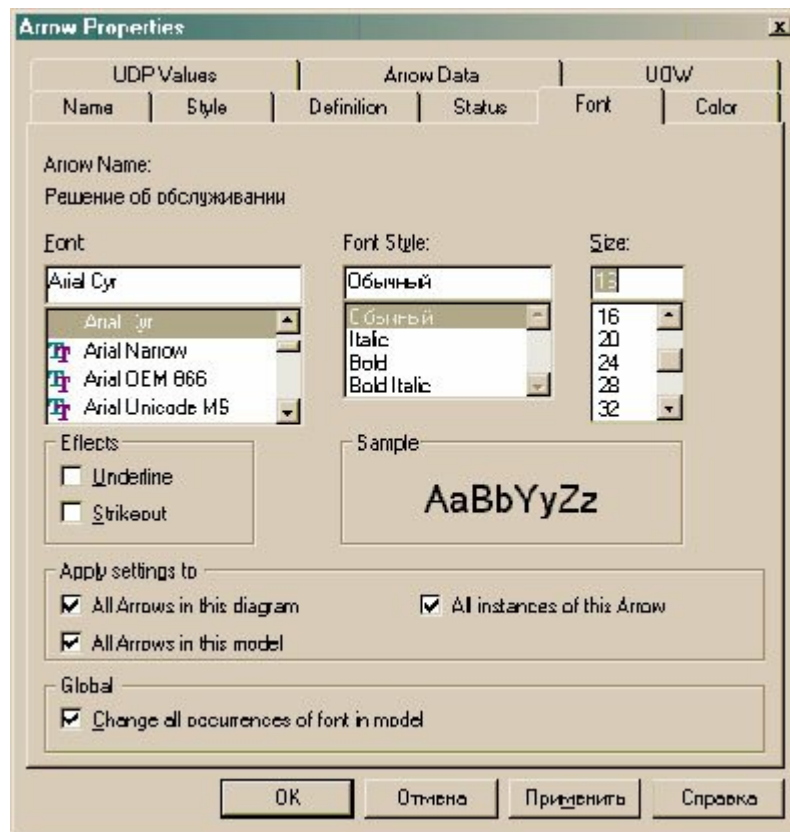 Arrow Properties
UDP Values Arrow Data UOW
Name Style Definition Status Font Color
Arrow Name:
Решение об обслуживании
Font Font Style: Size:
Arial Cyr Обычный
Arial Cyr Обычный 16
Arial Narrow Italic 20
Arial OEM 866 Bold 24
Arial Unicode MS Bold Italic 28
32
Effects Sample
Underline
Strikeout
AaBbYyZz
Apply settings to
All Arrows in this diagram All instances of this Arrow
All Arrows in this model
Global
Change all occurrences of font in model
OK Отмена Применить Справка